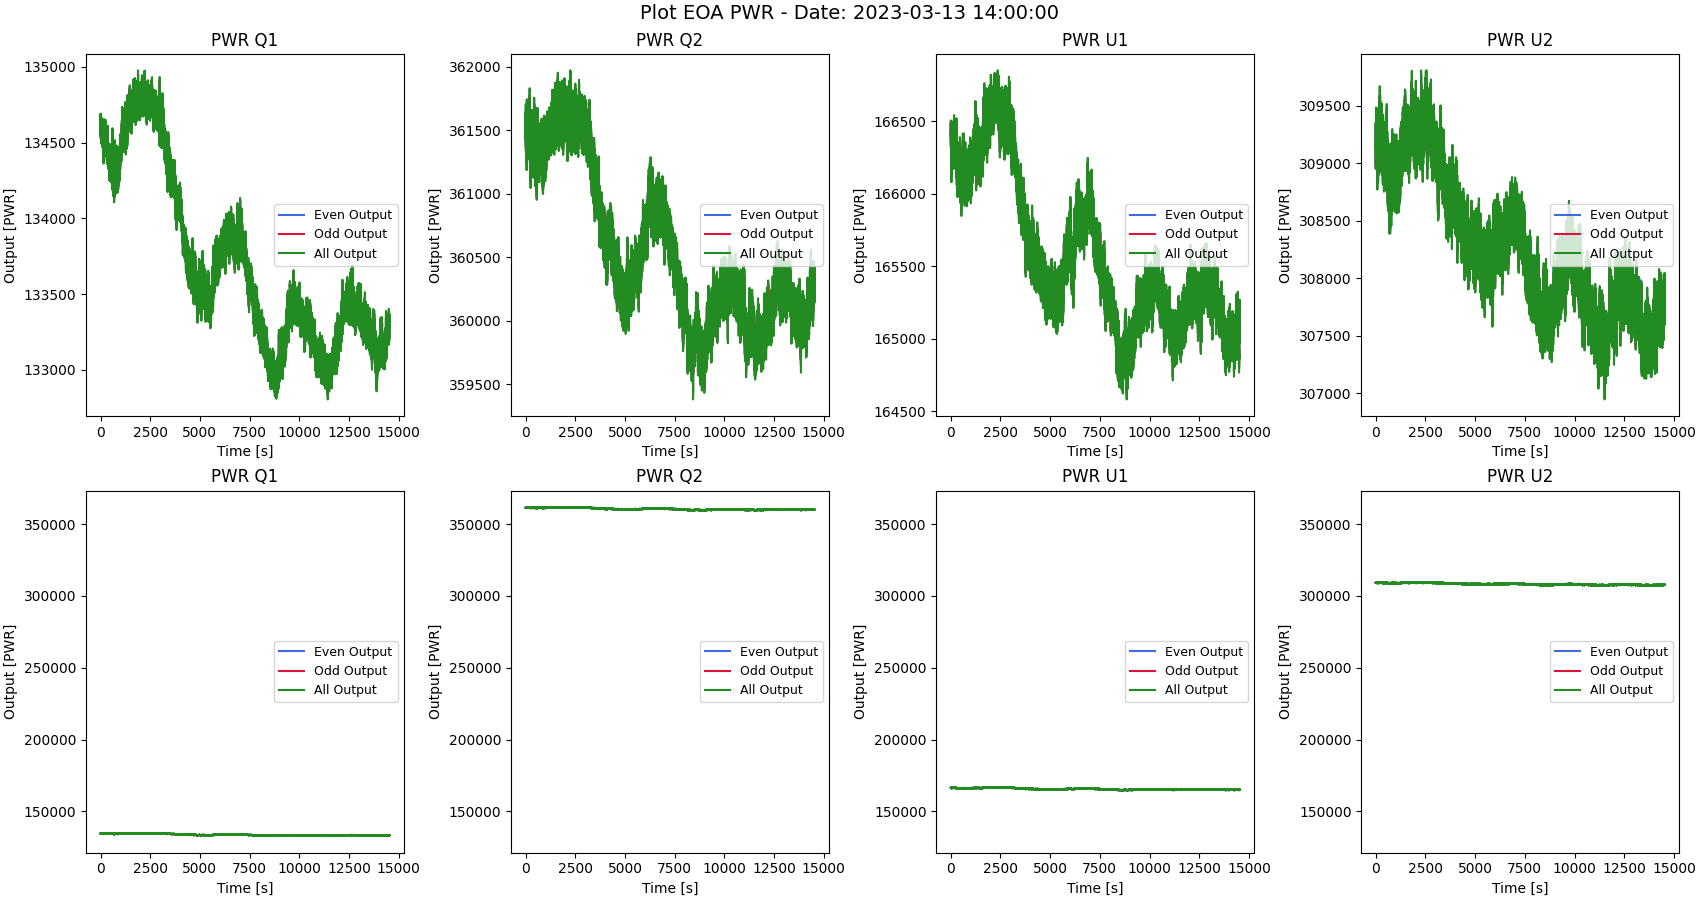 Plot EOA PWR - Date: 2023-03-13 14:00:00
PWR Q1
Output [PWR]
135000
134500
134000
133500
133000
Even Output
Odd Output
All Output
0 2500 5000 7500 10000 12500 15000
Time [s]
PWR Q2
Output [PWR]
362000
361500
361000
360500
360000
359500
Even Output
Odd Output
All Output
0 2500 5000 7500 10000 12500 15000
Time [s]
PWR U1
Output [PWR]
166500
166000
165500
165000
164500
Even Output
Odd Output
All Output
0 2500 5000 7500 10000 12500 15000
Time [s]
PWR U2
Output [PWR]
309500
309000
308500
308000
307500
307000
Even Output
Odd Output
All Output
0 2500 5000 7500 10000 12500 15000
Time [s]
PWR Q1
Output [PWR]
350000
300000
250000
200000
150000
Even Output
Odd Output
All Output
0 2500 5000 7500 10000 12500 15000
Time [s]
PWR Q2
Output [PWR]
350000
300000
250000
200000
150000
Even Output
Odd Output
All Output
0 2500 5000 7500 10000 12500 15000
Time [s]
PWR U1
Output [PWR]
350000
300000
250000
200000
150000
Even Output
Odd Output
All Output
0 2500 5000 7500 10000 12500 15000
Time [s]
PWR U2
Output [PWR]
350000
300000
250000
200000
150000
Even Output
Odd Output
All Output
0 2500 5000 7500 10000 12500 15000
Time [s]